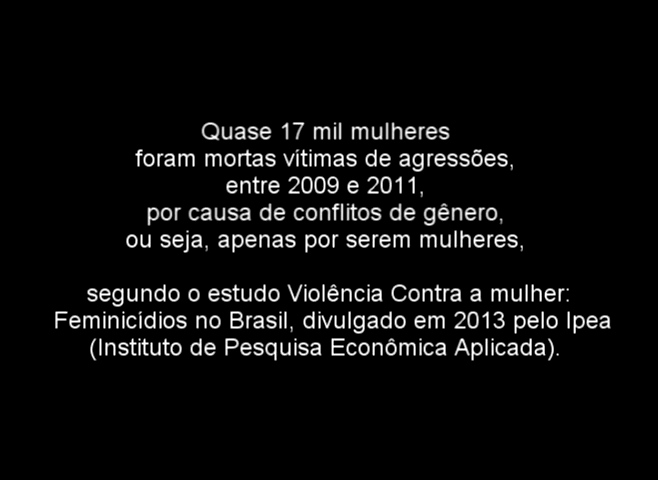 Quase 17 mil mulheres
foram mortas vítimas de agressões,
entre 2009 e 2011,
por causa de conflitos de gênero,
ou seja, apenas por serem mulheres,
segundo o estudo Violência Contra a mulher:
Feminicídios no Brasil, divulgado em 2013 pelo Ipea
(Instituto de Pesquisa Econômica Aplicada).